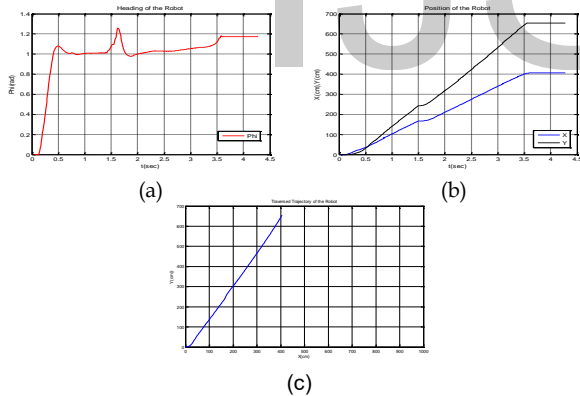 Heading of the Robot
Phi(rad)
1.4
1.2
1
0.8
0.6
0.4
0.2
0
0 0.5 1 1.5 2 2.5 3 3.5 4 4.5
t(sec)
Phi
(a)
Position of the Robot
X(cm),Y(cm)
700
600
500
400
300
200
100
0
0 0.5 1 1.5 2 2.5 3 3.5 4 4.5
t(sec)
X
Y
(b)
Traversed Trajectory of the Robot
Y(cm)
700
600
500
400
300
200
100
0
0 100 200 300 400 500 600 700 800 900 1000
X(cm)
(c)